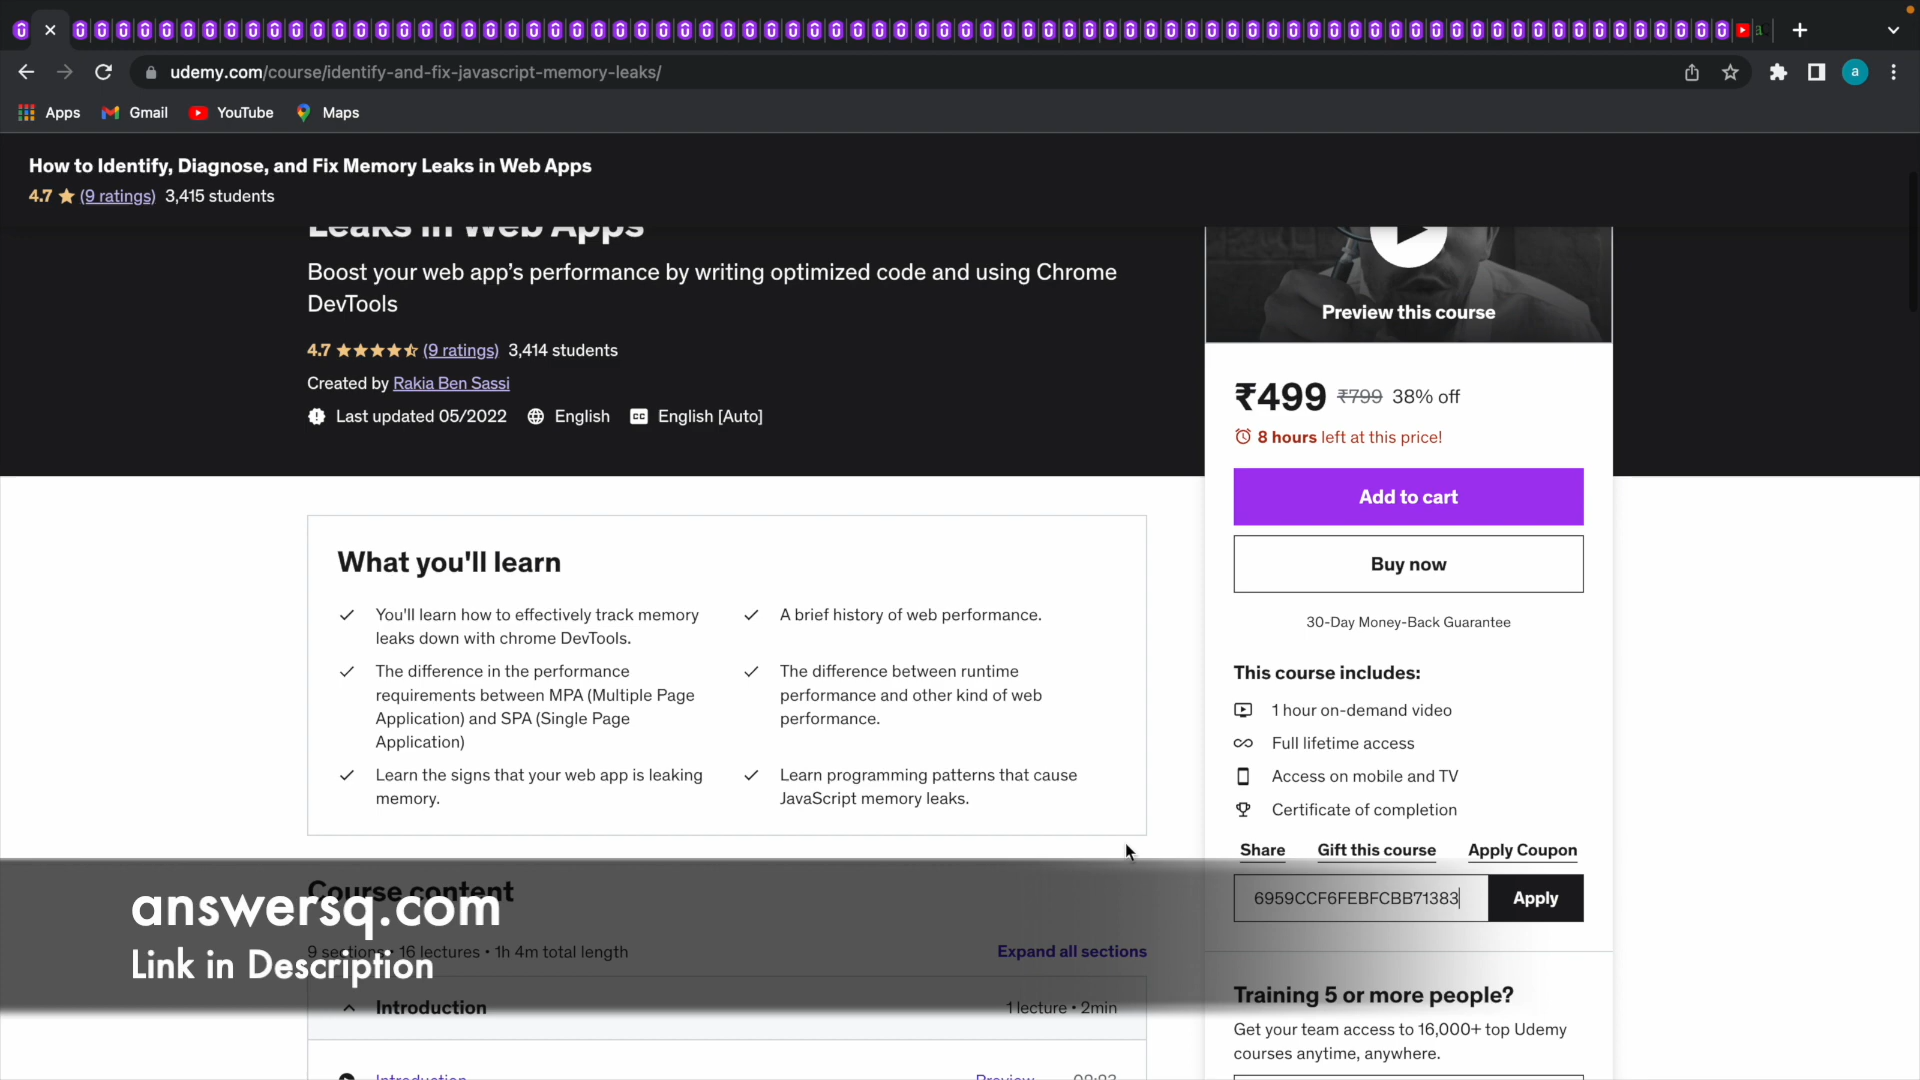 udemy.com/course/identify-and-fix-javascript-memory-leaks/
a
Apps
Gmail
YouTube
Maps
How to Identify, Diagnose, and Fix Memory Leaks in Web Apps
4.7 (9 ratings) 3,415 students
Leaks in Web Apps
Boost your web app’s performance by writing optimized code and using Chrome
DevTools
4.7 (9 ratings) 3,414 students
Created by Rakia Ben Sassi
Last updated 05/2022 English English [Auto]
Preview this course
₹499 ₹799 38% off
8 hours left at this price!
Add to cart
Buy now
30-Day Money-Back Guarantee
This course includes:
1 hour on-demand video
Full lifetime access
Access on mobile and TV
Certificate of completion
Share Gift this course Apply Coupon
6959CCF6FEBFCBB71383 Apply
Training 5 or more people?
Get your team access to 16,000+ top Udemy
courses anytime, anywhere.
What you'll learn
You'll learn how to effectively track memory
leaks down with chrome DevTools.
The difference in the performance
requirements between MPA (Multiple Page
Application) and SPA (Single Page
Application)
Learn the signs that your web app is leaking
memory.
A brief history of web performance.
The difference between runtime
performance and other kind of web
performance.
Learn programming patterns that cause
JavaScript memory leaks.
Course content
9 sections • 16 lectures • 1h 4m total length Expand all sections
Introduction 1 lecture • 2min
Introduction Preview
answersq.com
Link in Description